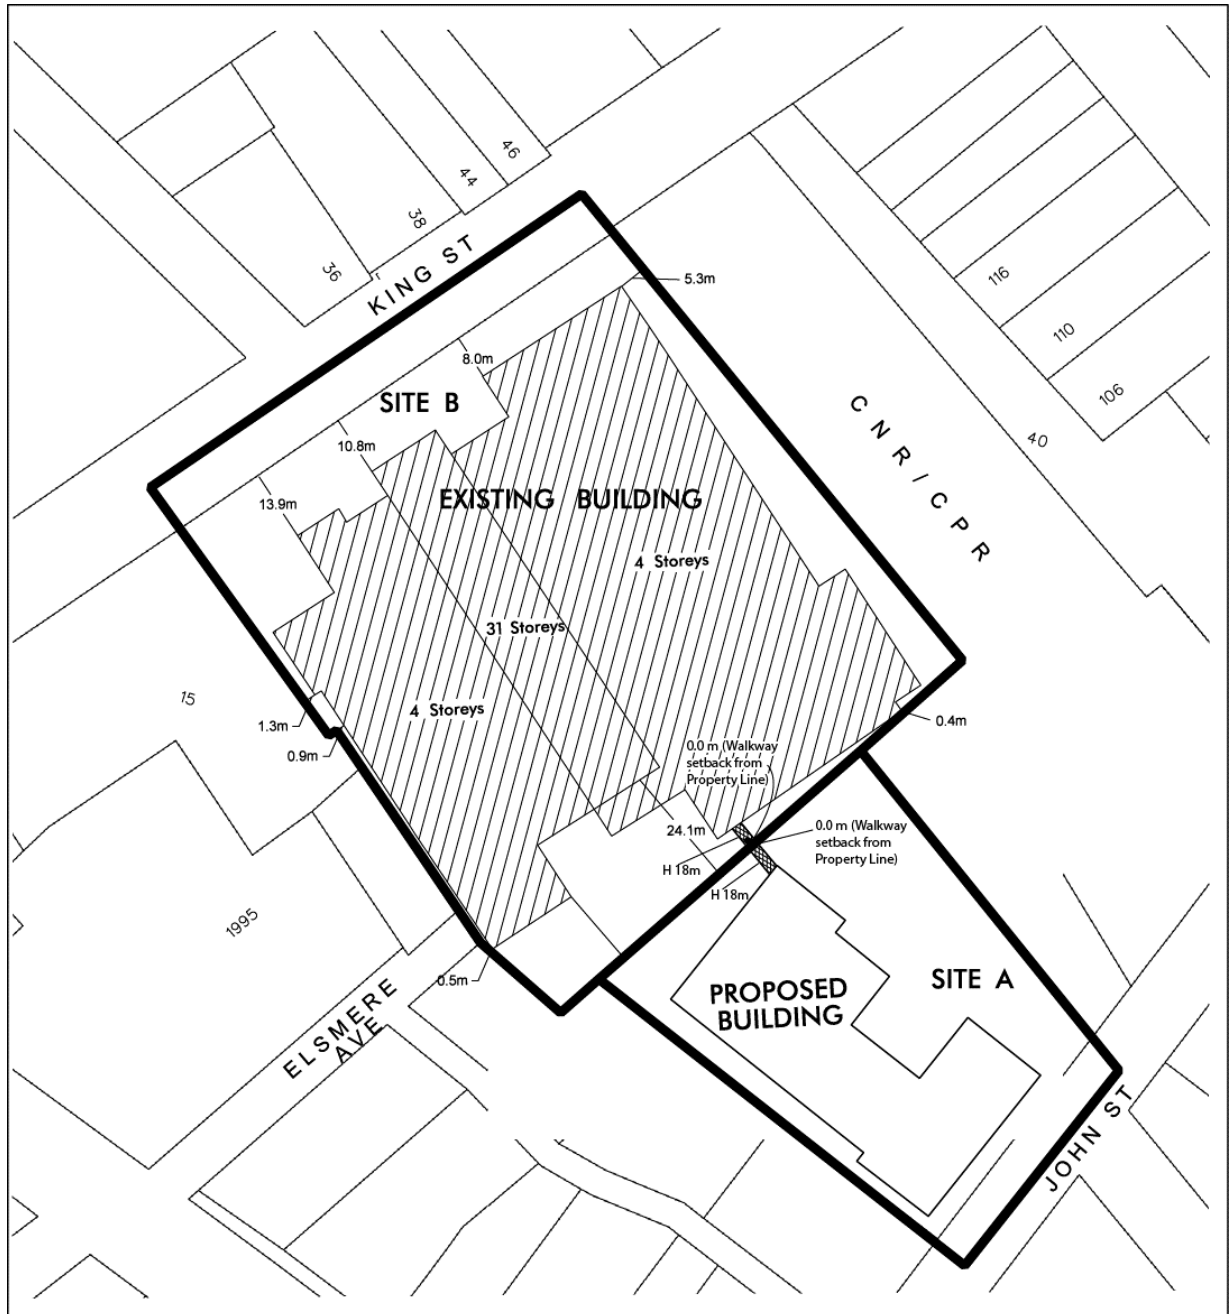 46
44
38
36
KING ST
5.3m
116
110
106
8.0m
SITE B
CNR/CPR
40
10.8m
13.9m
EXISTING BUILDING
4 Storeys
31 Storeys
15
4 Storeys
1.3m
0.9m
0.4m
0.0 m (Walkway
setback from
Property Line)
24.1m
0.0 m (Walkway
setback from
Property Line)
H 18m
H 18m
1995
0.5m
PROPOSED
BUILDING
SITE A
ELSMERE
AVE
JOHN ST